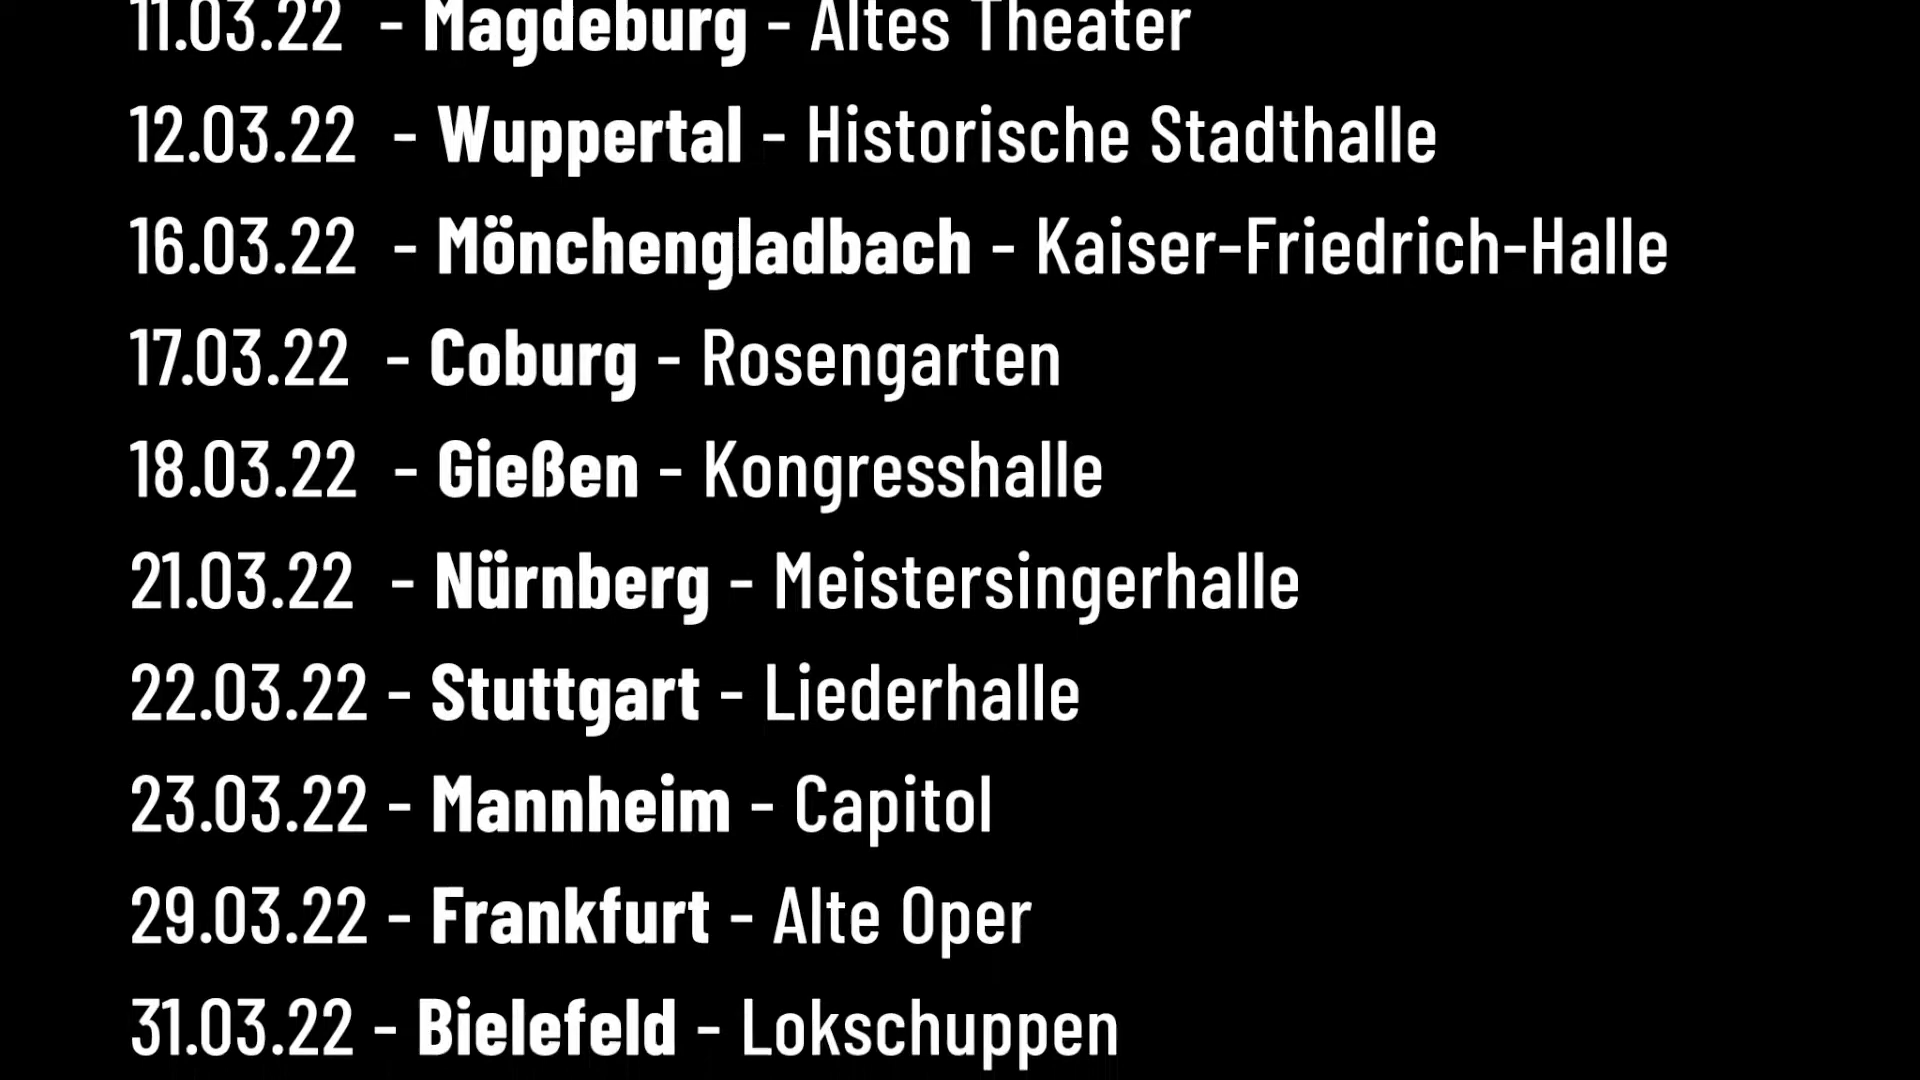 11.03.22 - Magdeburg - Altes Theater
12.03.22 - Wuppertal - Historische Stadthalle
16.03.22 - Mönchengladbach - Kaiser-Friedrich-Halle
17.03.22 - Coburg - Rosengarten
18.03.22 - Gießen - Kongresshalle
21.03.22 - Nürnberg - Meistersingerhalle
22.03.22 - Stuttgart - Liederhalle
23.03.22 - Mannheim - Capitol
29.03.22 - Frankfurt - Alte Oper
31.03.22 - Bielefeld - Lokschuppen